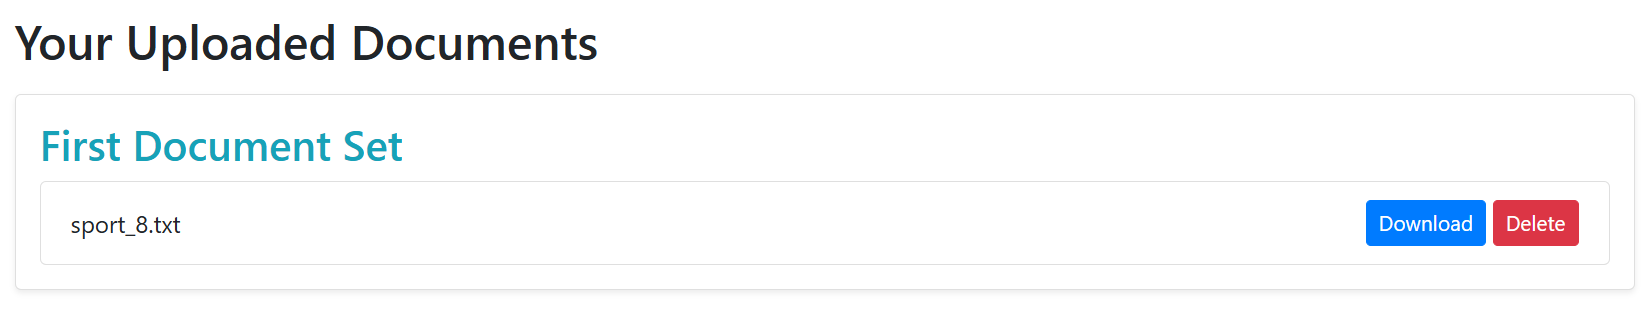 Your Uploaded Documents
First Document Set
sport_8.txt Download Delete